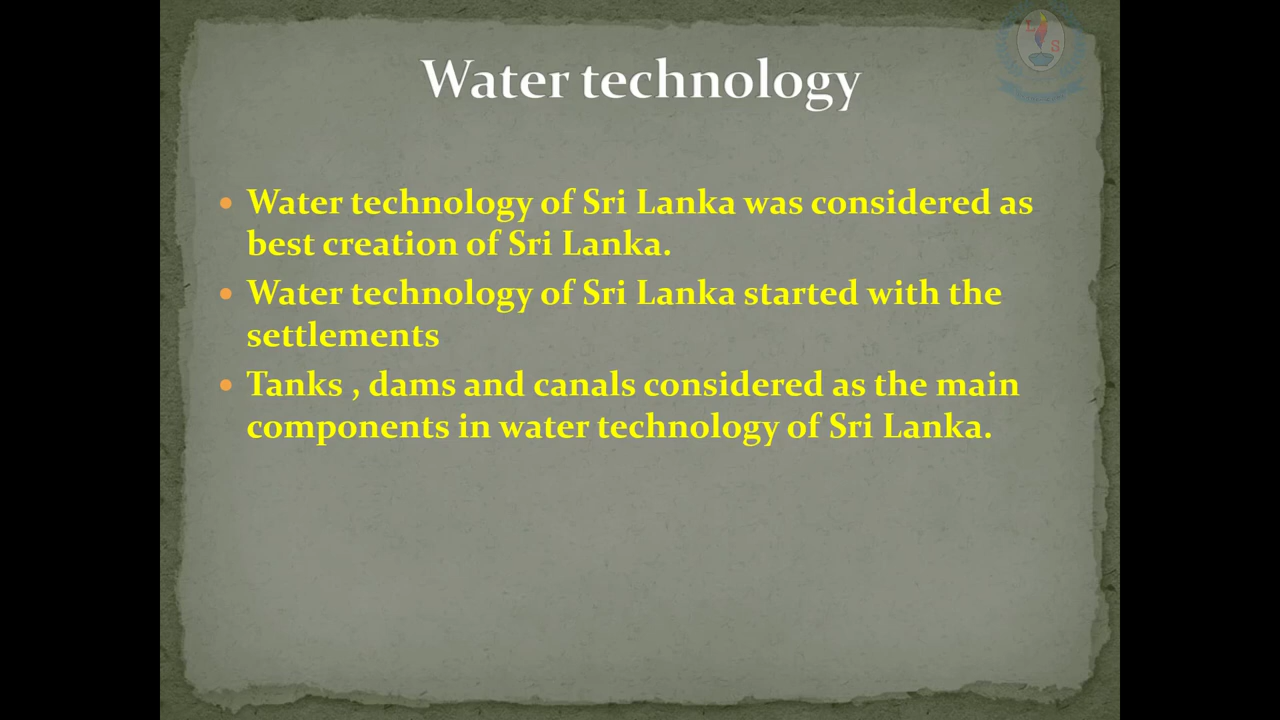 L
S
Water technology
• Water technology of Sri Lanka was considered as
best creation of Sri Lanka.
• Water technology of Sri Lanka started with the
settlements
• Tanks , dams and canals considered as the main
components in water technology of Sri Lanka.